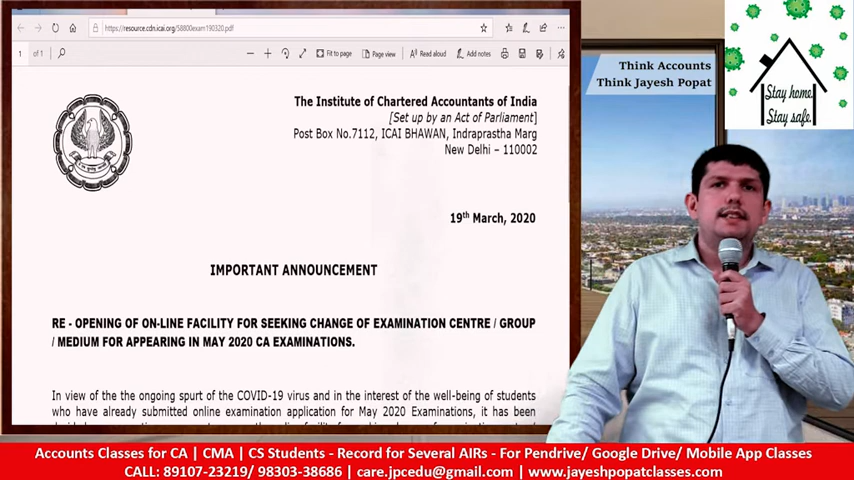 https://resource.cdn.icai.org/58800exam190320.pdf
1 of 1
Fit to page
Page view
Read aloud
Add notes
The Institute of Chartered Accountants of India
[Set up by an Act of Parliament]
Post Box No.7112, ICAI BHAWAN, Indraprastha Marg
New Delhi – 110002
19th March, 2020
IMPORTANT ANNOUNCEMENT
RE - OPENING OF ON-LINE FACILITY FOR SEEKING CHANGE OF EXAMINATION CENTRE / GROUP
/ MEDIUM FOR APPEARING IN MAY 2020 CA EXAMINATIONS.
In view of the the ongoing spurt of the COVID-19 virus and in the interest of the well-being of students
who have already submitted online examination application for May 2020 Examinations, it has been
Think Accounts
Think Jayesh Popat
Stay home
Stay safe.
Accounts Classes for CA | CMA | CS Students - Record for Several AIRs - For Pendrive/ Google Drive/ Mobile App Classes
CALL: 89107-23219/ 98303-38686 | care.jpcedu@gmail.com | www.jayeshpopatclasses.com